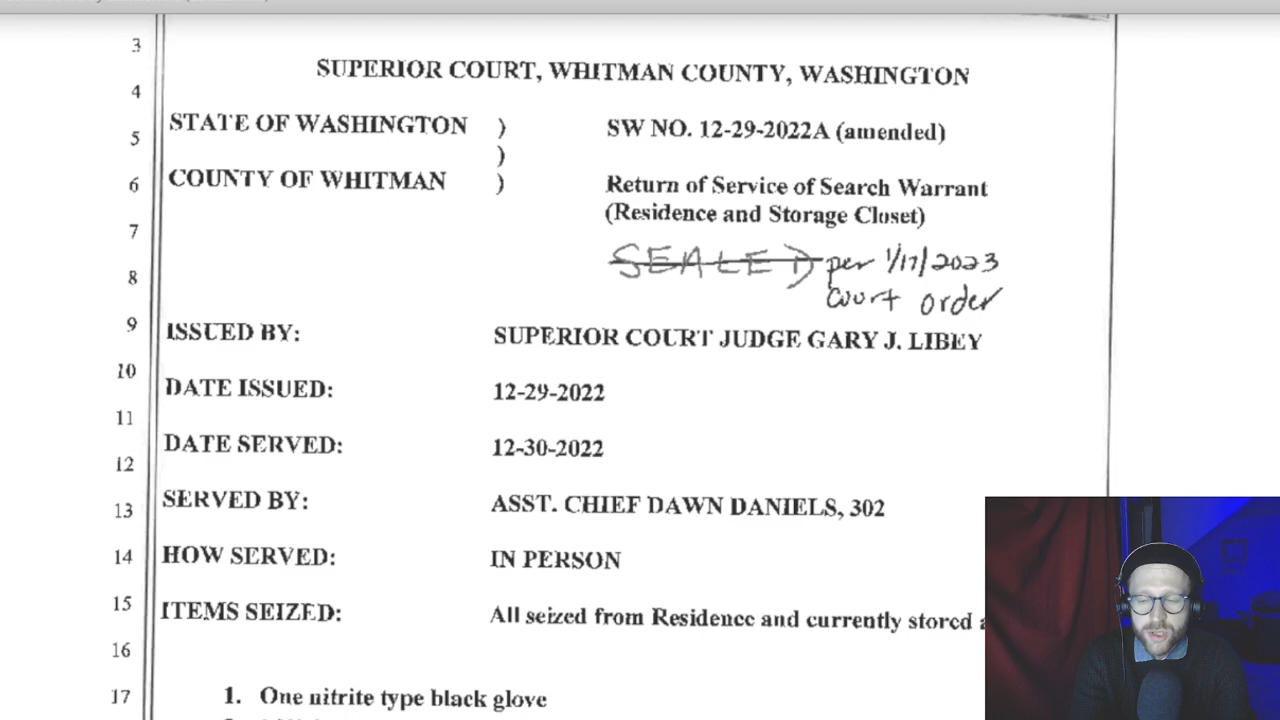 3
SUPERIOR COURT, WHITMAN COUNTY, WASHINGTON
4
STATE OF WASHINGTON ) SW NO. 12-29-2022A (amended)
5
)
COUNTY OF WHITMAN ) Return of Service of Search Warrant
6
(Residence and Storage Closet)
7
SEALED per 1/17/2023
8
court order
9
ISSUED BY: SUPERIOR COURT JUDGE GARY J. LIBEY
10
DATE ISSUED: 12-29-2022
11
DATE SERVED: 12-30-2022
12
SERVED BY: ASST. CHIEF DAWN DANIELS, 302
13
14 HOW SERVED: IN PERSON
15 ITEMS SEIZED: All seized from Residence and currently stored
16
17 1. One nitrite type black glove